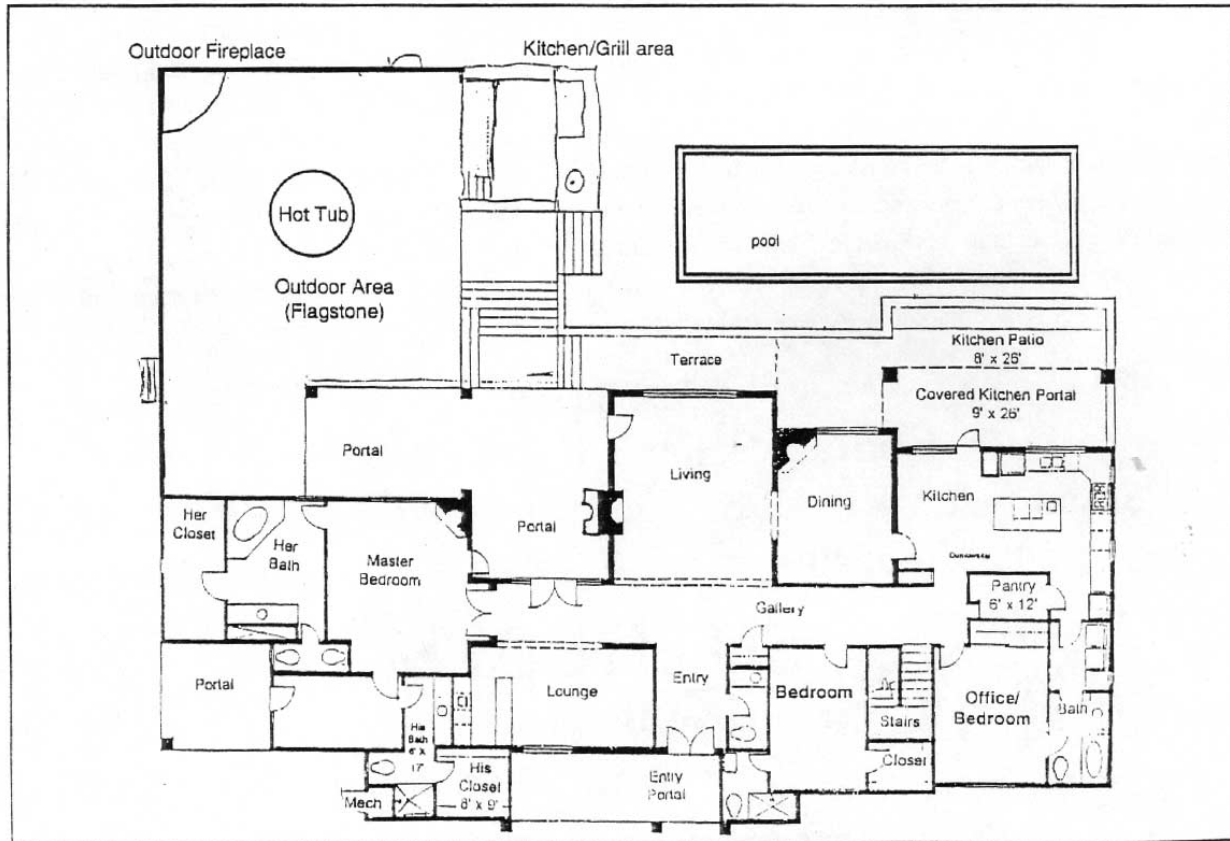 Outdoor Fireplace
Kitchen/Grill area
Hot Tub
pool
Outdoor Area
(Flagstone)
Terrace
Kitchen Patio
8' x 26'
Covered Kitchen Portal
9' x 26'
Portal
Living
Dining
Kitchen
Her
Closet
Her
Bath
Master
Bedroom
Portal
Pantry
6' x 12'
Gallery
Portal
Lounge
Entry
Bedroom
Stairs
Office/
Bedroom
Bath
His
Bath
6' X
17'
His
Closet
8' x 9'
Mech
Entry
Portal
Closet